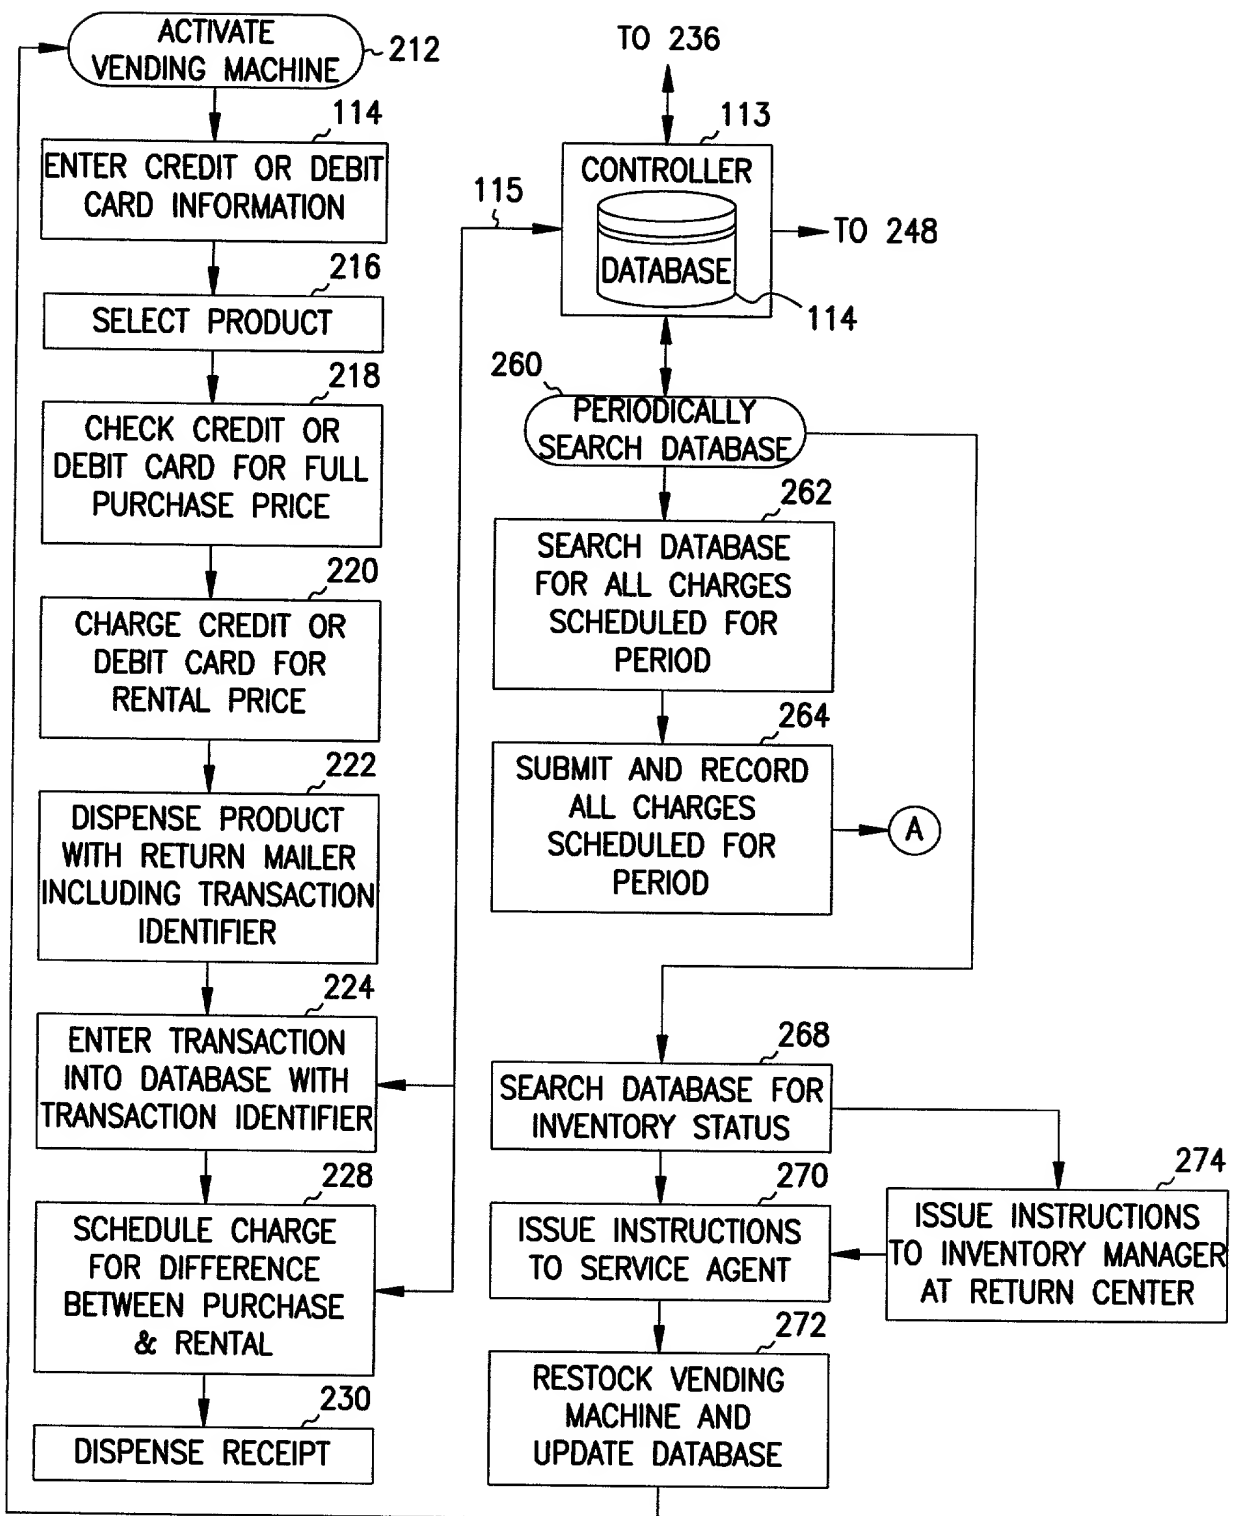 ACTIVATE
VENDING MACHINE
212
114
ENTER CREDIT OR DEBIT
CARD INFORMATION
216
SELECT PRODUCT
218
CHECK CREDIT OR
DEBIT CARD FOR FULL
PURCHASE PRICE
220
CHARGE CREDIT OR
DEBIT CARD FOR
RENTAL PRICE
222
DISPENSE PRODUCT
WITH RETURN MAILER
INCLUDING TRANSACTION
IDENTIFIER
224
ENTER TRANSACTION
INTO DATABASE WITH
TRANSACTION IDENTIFIER
228
SCHEDULE CHARGE
FOR DIFFERENCE
BETWEEN PURCHASE
& RENTAL
230
DISPENSE RECEIPT
TO 236
113
CONTROLLER
115
DATABASE
TO 248
114
260
PERIODICALLY
SEARCH DATABASE
262
SEARCH DATABASE
FOR ALL CHARGES
SCHEDULED FOR
PERIOD
264
SUBMIT AND RECORD
ALL CHARGES
SCHEDULED FOR
PERIOD
A
268
SEARCH DATABASE FOR
INVENTORY STATUS
270
ISSUE INSTRUCTIONS
TO SERVICE AGENT
274
ISSUE INSTRUCTIONS
TO INVENTORY MANAGER
AT RETURN CENTER
272
RESTOCK VENDING
MACHINE AND
UPDATE DATABASE